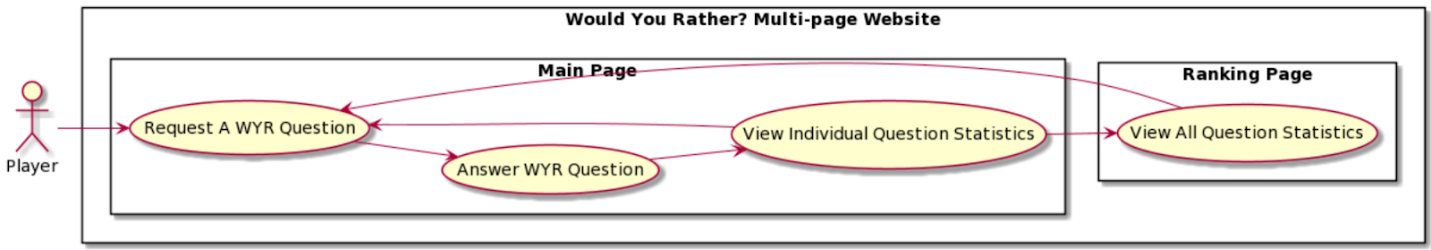 Would You Rather? Multi-page Website
Main Page
Ranking Page
Player
Request A WYR Question
Answer WYR Question
View Individual Question Statistics
View All Question Statistics